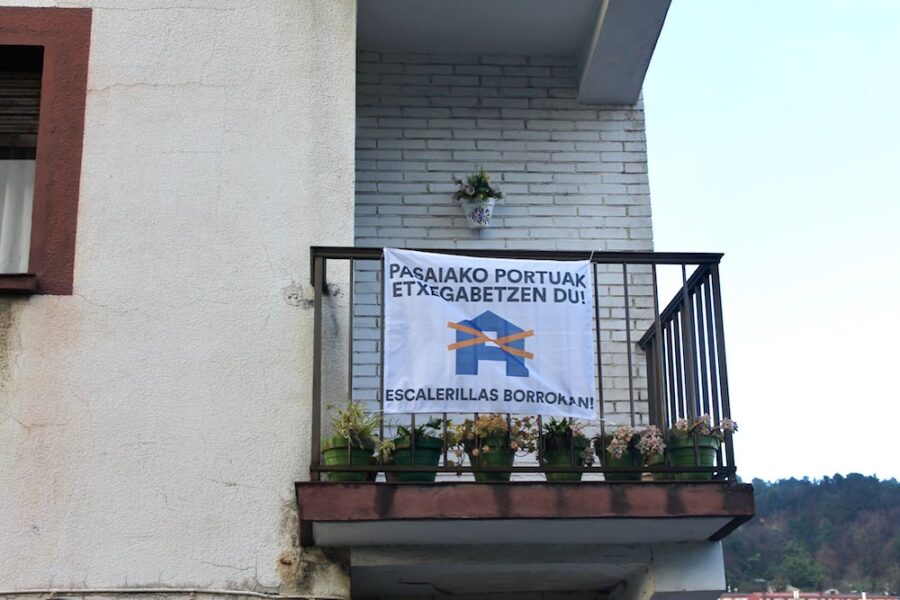 PASAIAKO PORTUAK
ETXEGABETZEN DU!
ESCALERILLAS BORROKAN!